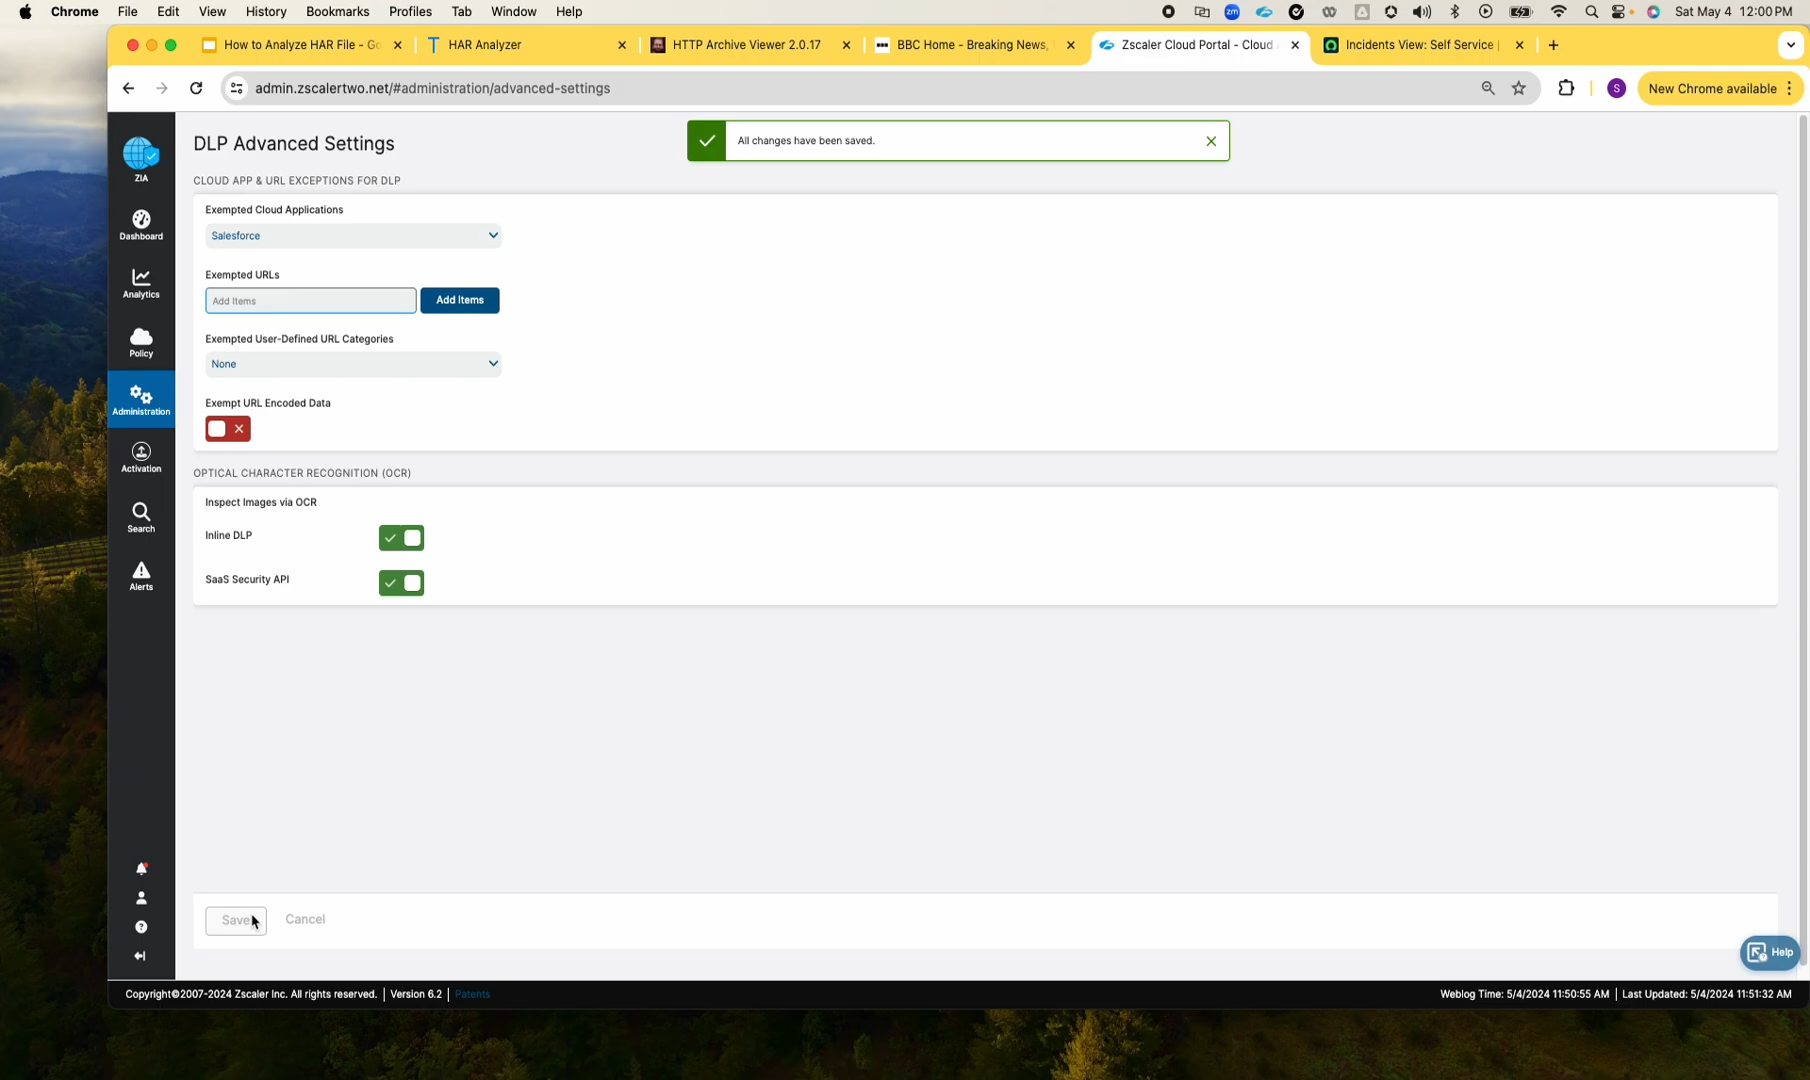 Chrome File Edit View History Bookmarks Profiles Tab Window Help zm Sat May 4 12:00 PM
How to Analyze HAR File - Go HAR Analyzer HTTP Archive Viewer 2.0.17 BBC Home - Breaking News, Zscaler Cloud Portal - Cloud Incidents View: Self Service
admin.zscalertwo.net/#administration/advanced-settings S New Chrome available
ZIA
Dashboard
Analytics
Policy
Administration
Activation
Search
Alerts
DLP Advanced Settings
All changes have been saved.
CLOUD APP & URL EXCEPTIONS FOR DLP
Exempted Cloud Applications
Salesforce
Exempted URLs
Add Items Add Items
Exempted User-Defined URL Categories
None
Exempt URL Encoded Data
OPTICAL CHARACTER RECOGNITION (OCR)
Inspect Images via OCR
Inline DLP
SaaS Security API
Save Cancel
Help
Copyright©2007-2024 Zscaler Inc. All rights reserved. | Version 6.2 | Patents Weblog Time: 5/4/2024 11:50:55 AM | Last Updated: 5/4/2024 11:51:32 AM